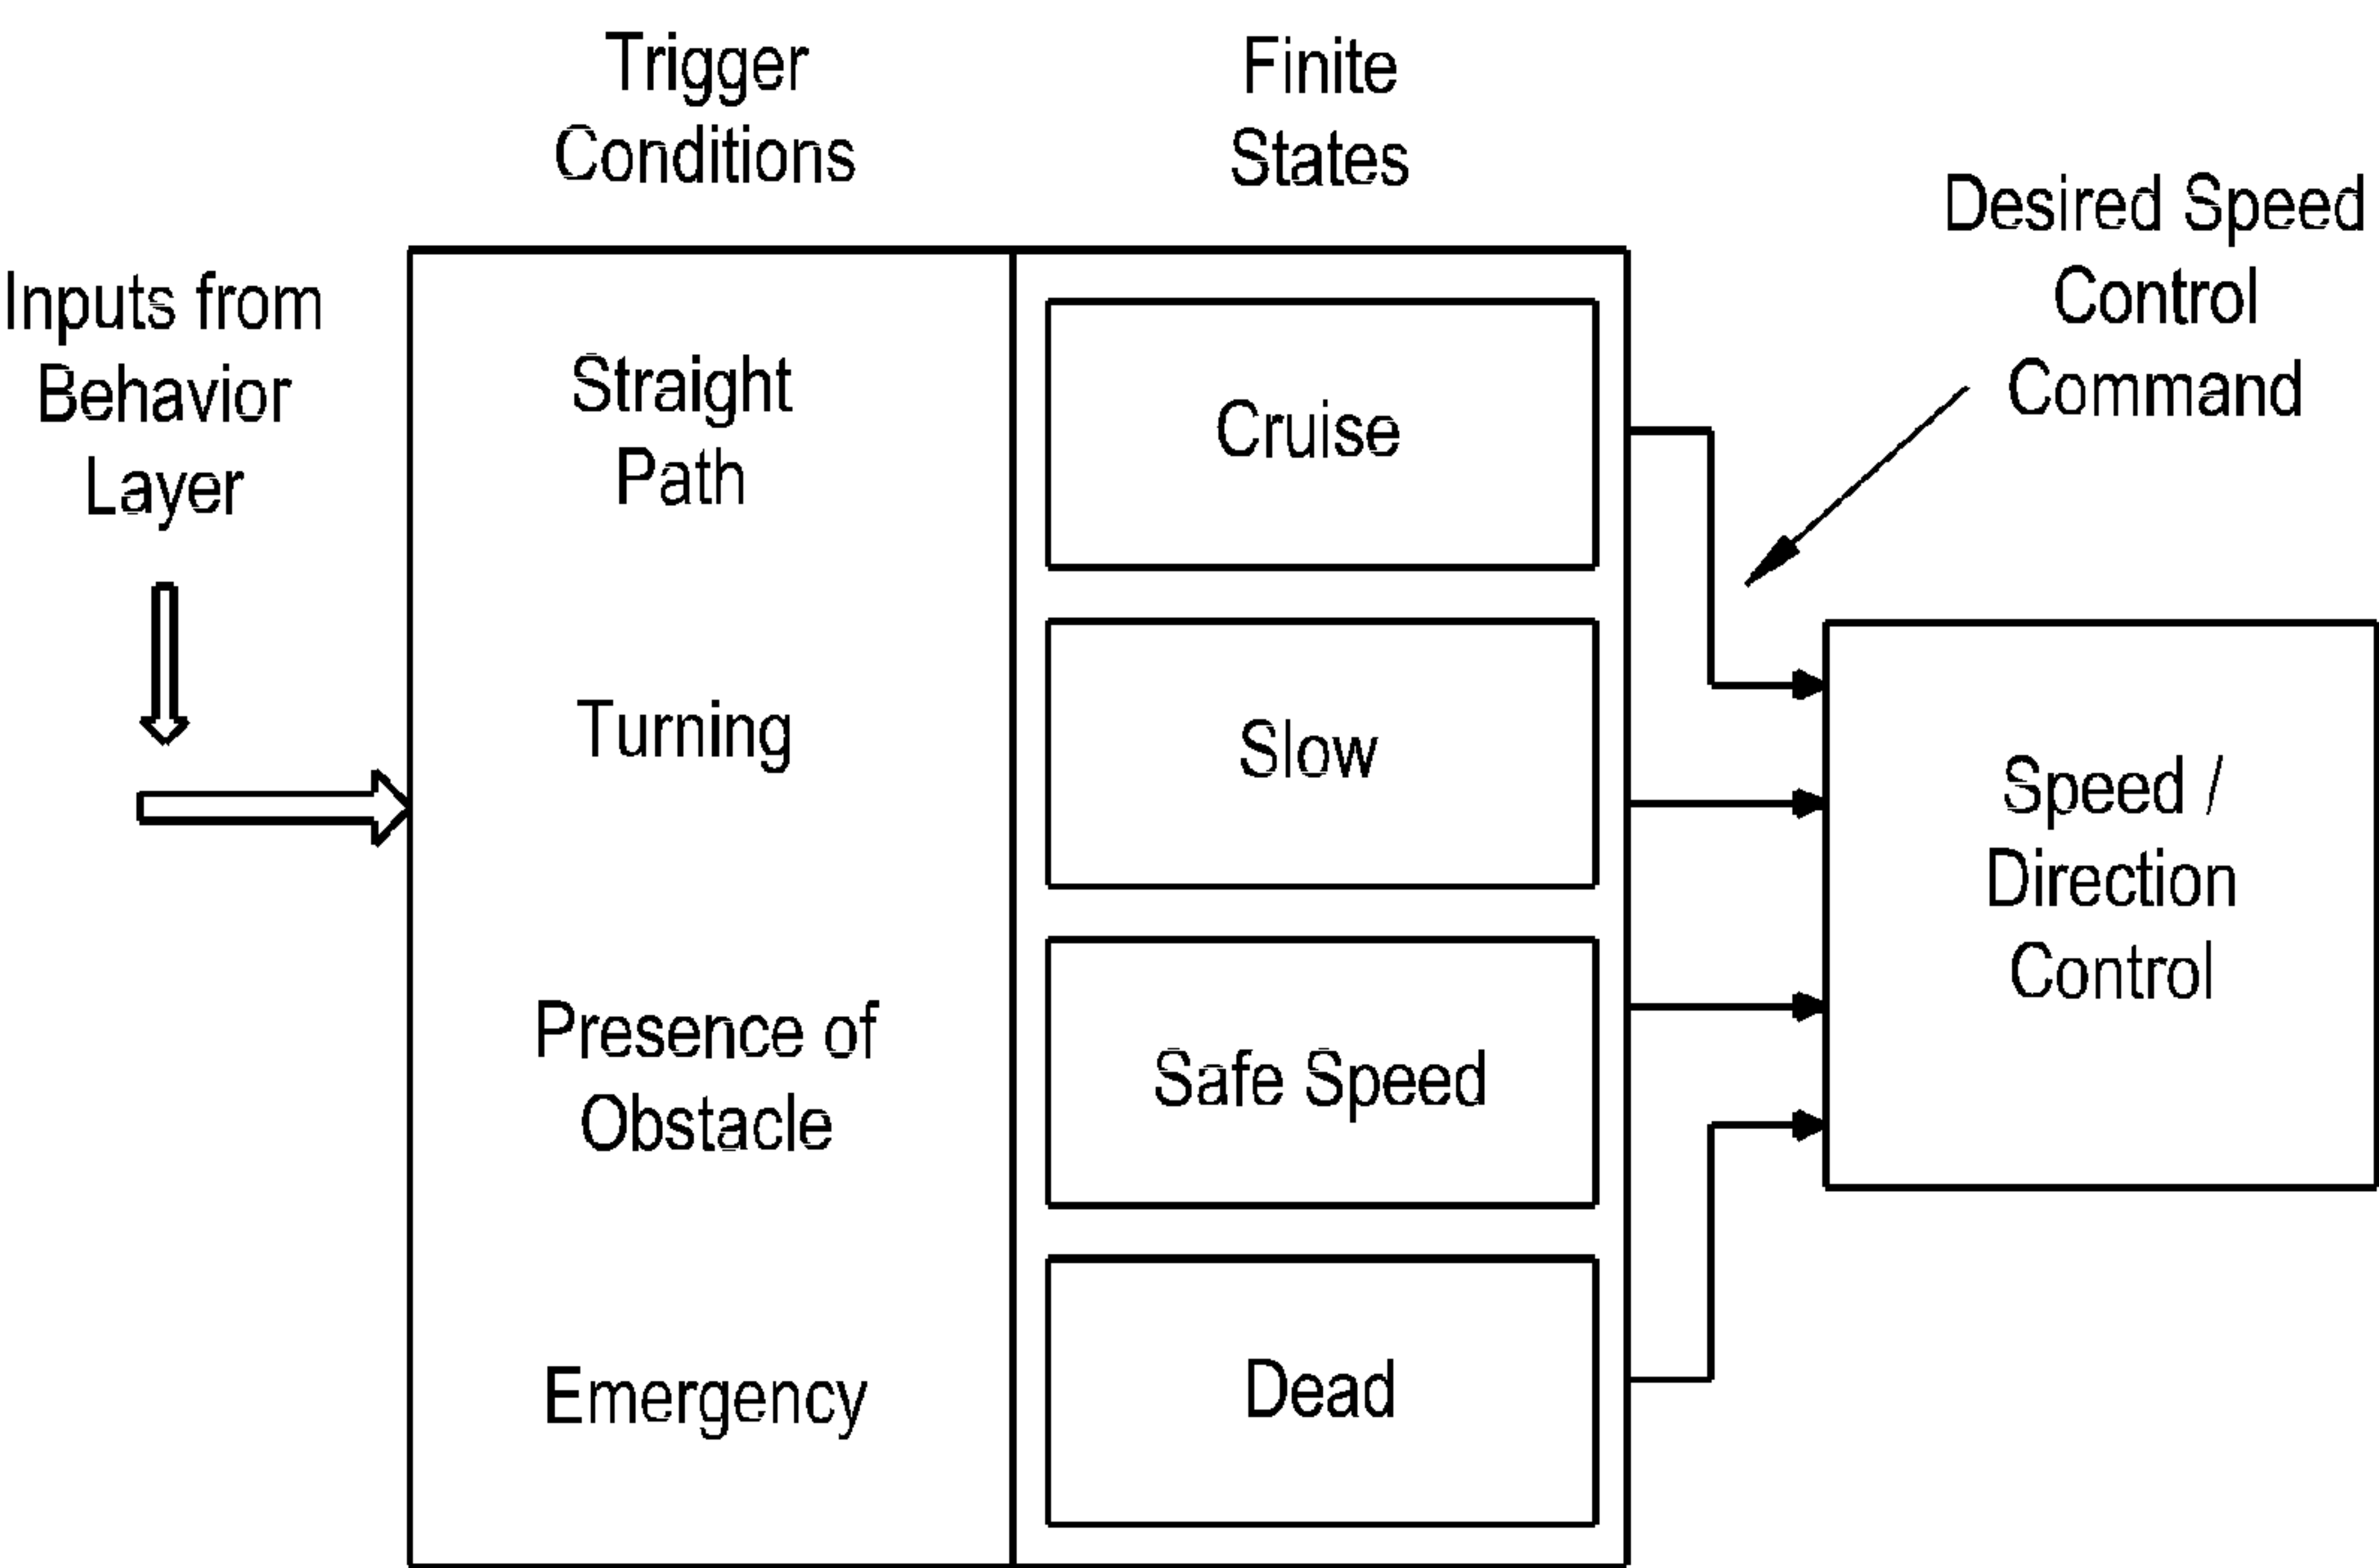 Trigger
Conditions
Finite
States
Desired Speed
Control
Command
Inputs from
Behavior
Layer
Straight
Path
Cruise
Turning
Slow
Speed /
Direction
Control
Presence of
Obstacle
Safe Speed
Emergency
Dead